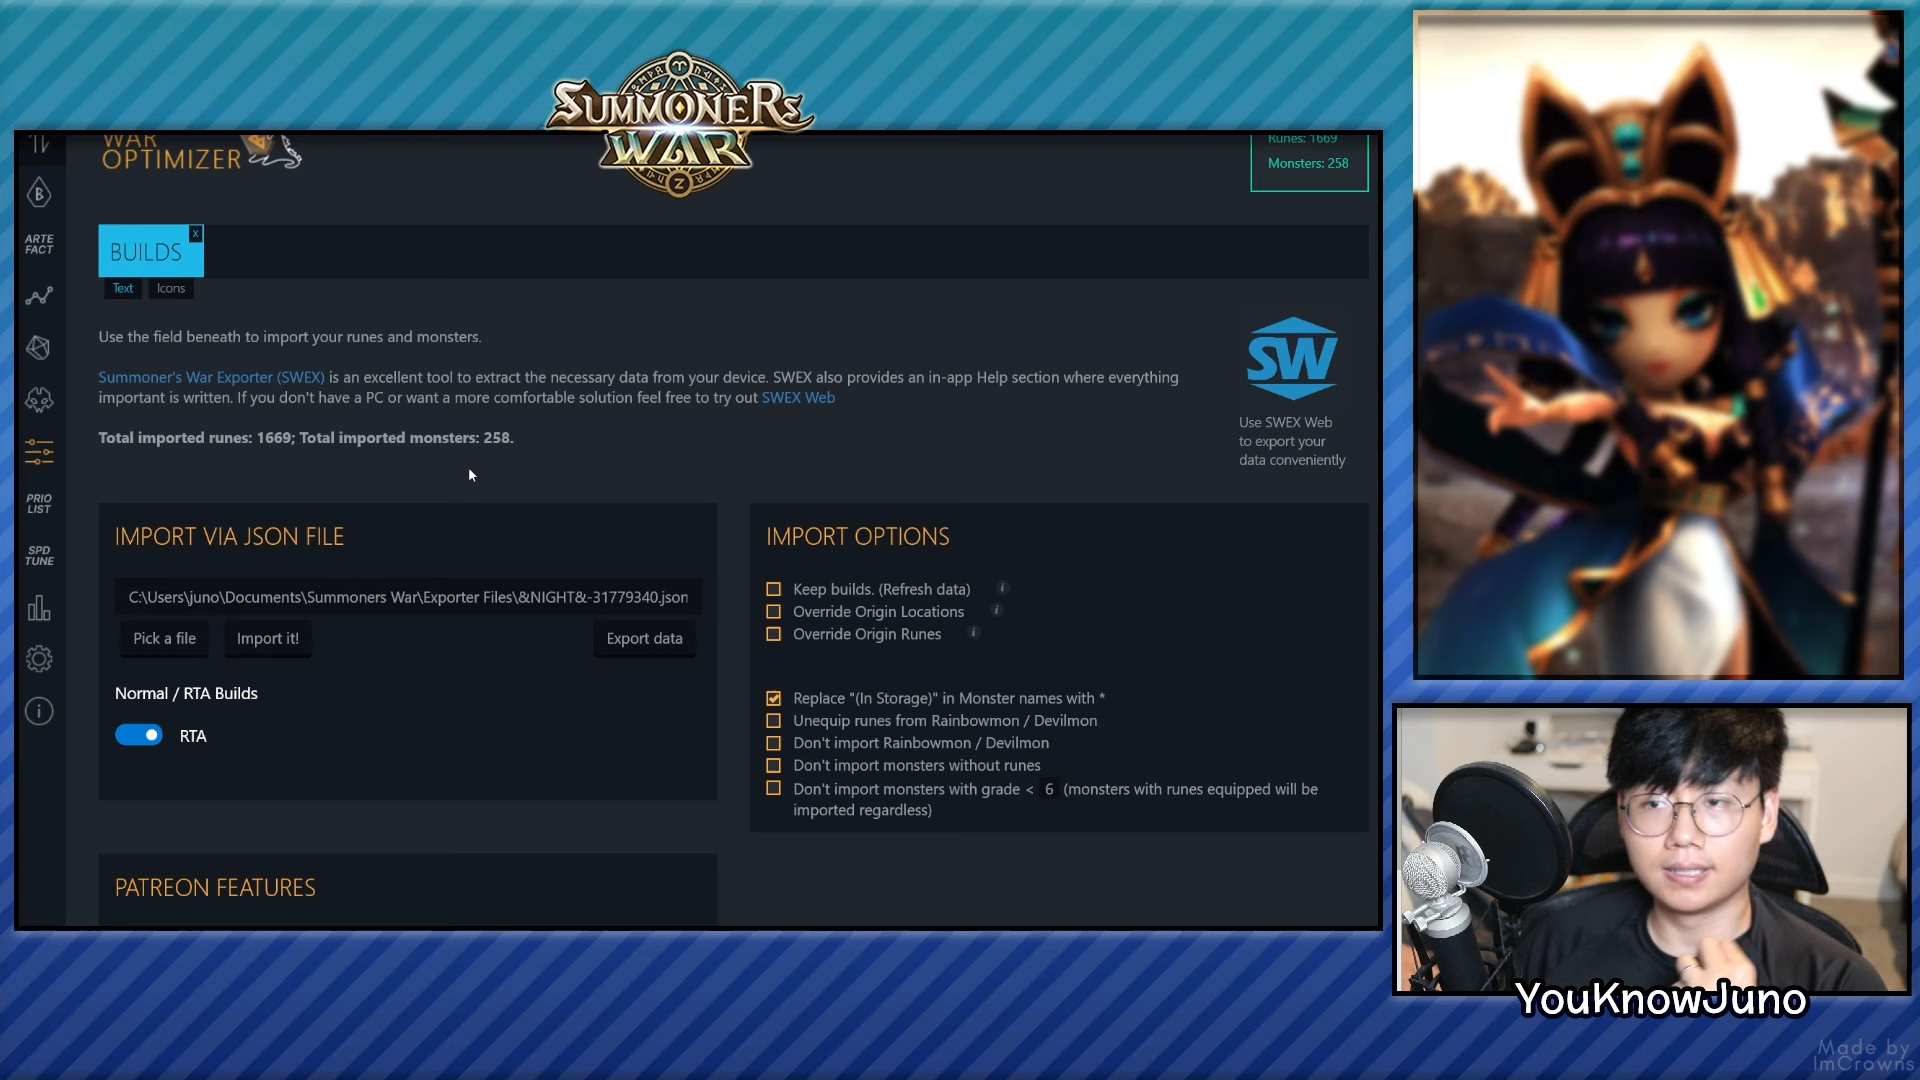 SUMMONERS
WAR
WAR
OPTIMIZER
Runes: 1669
Monsters: 258
BUILDS
x
Text
Icons
ARTE
FACT
PRIO
LIST
SPD
TUNE
Use the field beneath to import your runes and monsters.
Summoner's War Exporter (SWEX) is an excellent tool to extract the necessary data from your device. SWEX also provides an in-app Help section where everything
important is written. If you don't have a PC or want a more comfortable solution feel free to try out SWEX Web
Total imported runes: 1669; Total imported monsters: 258.
SW
Use SWEX Web
to export your
data conveniently
IMPORT VIA JSON FILE
C:\Users\juno\Documents\Summoners War\Exporter Files\&NIGHT&-31779340.json
Pick a file
Import it!
Export data
Normal / RTA Builds
RTA
IMPORT OPTIONS
Keep builds. (Refresh data)
Override Origin Locations
Override Origin Runes
Replace "(In Storage)" in Monster names with *
Unequip runes from Rainbowmon / Devilmon
Don't import Rainbowmon / Devilmon
Don't import monsters without runes
Don't import monsters with grade < 6 (monsters with runes equipped will be
imported regardless)
PATREON FEATURES
YouKnowJuno
Made by
ImCrowns